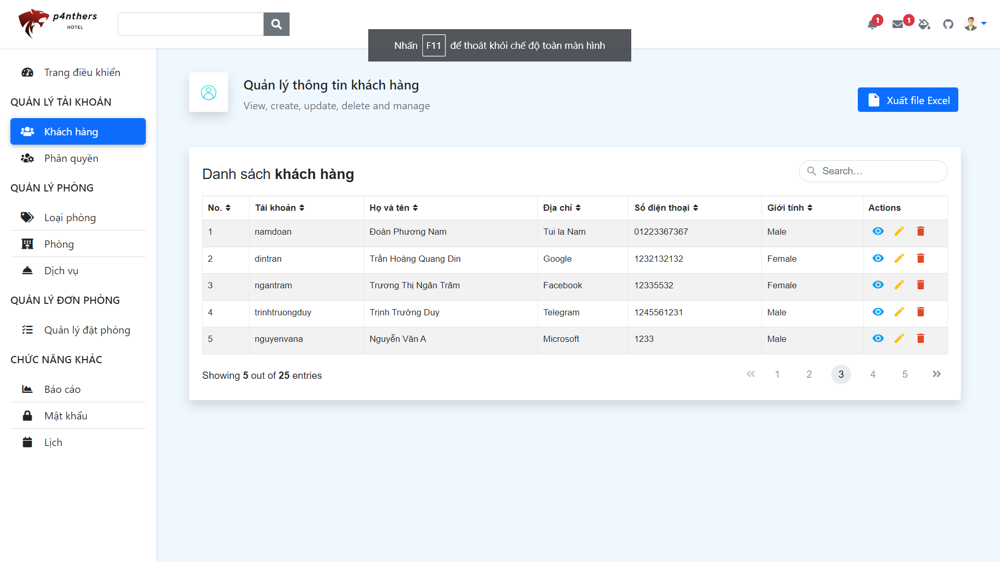 p4nthers
HOTEL
1
1
Nhấn F11 để thoát khỏi chế độ toàn màn hình
Trang điều khiển
QUẢN LÝ TÀI KHOẢN
Khách hàng
Phân quyền
QUẢN LÝ PHÒNG
Loại phòng
Phòng
Dịch vụ
QUẢN LÝ ĐƠN PHÒNG
Quản lý đặt phòng
CHỨC NĂNG KHÁC
Báo cáo
Mật khẩu
Lịch
Quản lý thông tin khách hàng
View, create, update, delete and manage
Xuất file Excel
Danh sách khách hàng
Search...
No. Tài khoản Họ và tên Địa chỉ Số điện thoại Giới tính Actions
1 namdoan Đoàn Phương Nam Tui la Nam 01223367367 Male
2 dintran Trần Hoàng Quang Din Google 1232132132 Female
3 ngantram Trương Thị Ngân Trâm Facebook 12335532 Female
4 trinhtruongduy Trịnh Trường Duy Telegram 1245561231 Male
5 nguyenvana Nguyễn Văn A Microsoft 1233 Male
Showing 5 out of 25 entries
1 2 3 4 5